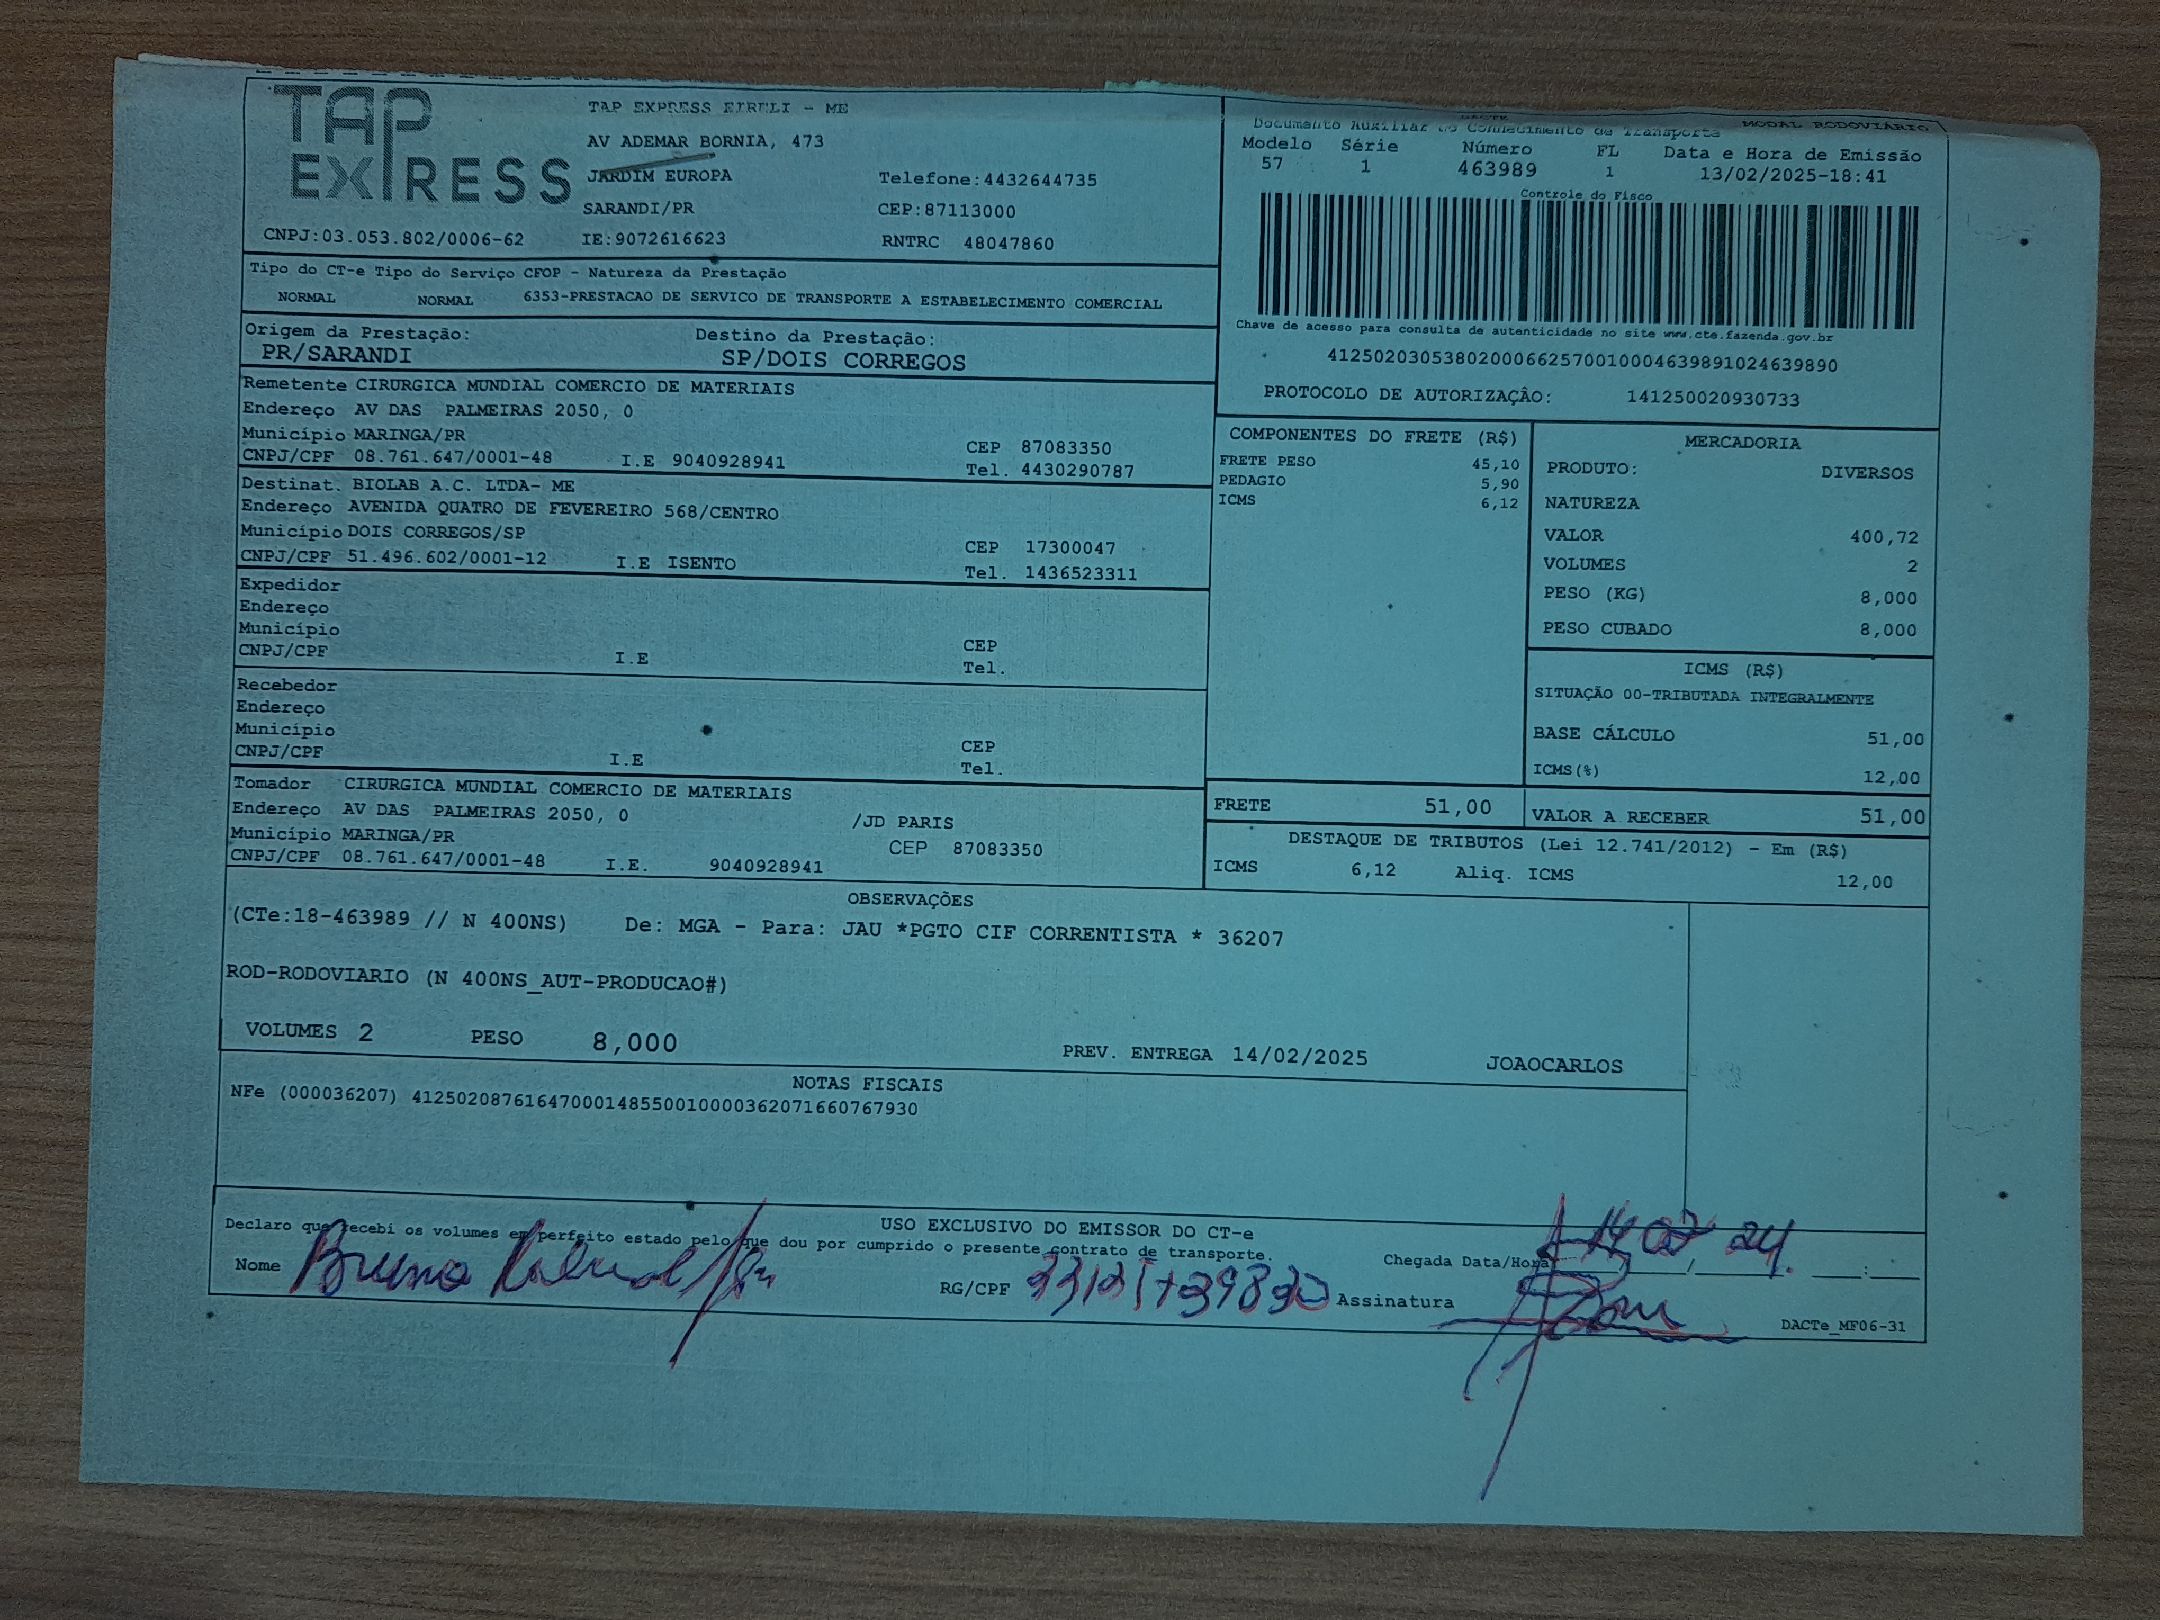 TAP EXPRESS
TAP EXPRESS EIRELI - ME
AV ADEMAR BORNIA, 473
JARDIM EUROPA Telefone:4432644735
SARANDI/PR CEP:87113000
CNPJ:03.053.802/0006-62 IE:9072616623 RNTRC 48047860
DACTE MODAL RODOVIÁRIO
Documento Auxiliar do Conhecimento de Transporte
Modelo Série Número FL Data e Hora de Emissão
57 1 463989 1 13/02/2025-18:41
Controle do Fisco
Chave de acesso para consulta de autenticidade no site www.cte.fazenda.gov.br
41250203053802000662570010004639891024639890
PROTOCOLO DE AUTORIZAÇÂO: 141250020930733
Tipo do CT-e Tipo do Serviço CFOP - Natureza da Prestação
NORMAL NORMAL 6353-PRESTACAO DE SERVICO DE TRANSPORTE A ESTABELECIMENTO COMERCIAL
Origem da Prestação: Destino da Prestação:
PR/SARANDI SP/DOIS CORREGOS
Remetente CIRURGICA MUNDIAL COMERCIO DE MATERIAIS
Endereço AV DAS PALMEIRAS 2050, 0
Município MARINGA/PR CEP 87083350
CNPJ/CPF 08.761.647/0001-48 I.E 9040928941 Tel. 4430290787
Destinat. BIOLAB A.C. LTDA- ME
Endereço AVENIDA QUATRO DE FEVEREIRO 568/CENTRO
Município DOIS CORREGOS/SP CEP 17300047
CNPJ/CPF 51.496.602/0001-12 I.E ISENTO Tel. 1436523311
Expedidor
Endereço
Município CEP
CNPJ/CPF I.E Tel.
Recebedor
Endereço
Município CEP
CNPJ/CPF I.E Tel.
Tomador CIRURGICA MUNDIAL COMERCIO DE MATERIAIS
Endereço AV DAS PALMEIRAS 2050, 0 /JD PARIS
Município MARINGA/PR CEP 87083350
CNPJ/CPF 08.761.647/0001-48 I.E. 9040928941
COMPONENTES DO FRETE (R$)
FRETE PESO 45,10
PEDAGIO 5,90
ICMS 6,12
MERCADORIA
PRODUTO: DIVERSOS
NATUREZA
VALOR 400,72
VOLUMES 2
PESO (KG) 8,000
PESO CUBADO 8,000
ICMS (R$)
SITUAÇÃO 00-TRIBUTADA INTEGRALMENTE
BASE CÁLCULO 51,00
ICMS(%) 12,00
FRETE 51,00 VALOR A RECEBER 51,00
DESTAQUE DE TRIBUTOS (Lei 12.741/2012) - Em (R$)
ICMS 6,12 Aliq. ICMS 12,00
OBSERVAÇÕES
(CTe:18-463989 // N 400NS) De: MGA - Para: JAU *PGTO CIF CORRENTISTA * 36207
ROD-RODOVIARIO (N 400NS_AUT-PRODUCAO#)
VOLUMES 2 PESO 8,000 PREV. ENTREGA 14/02/2025 JOAOCARLOS
NOTAS FISCAIS
NFe (000036207) 41250208761647000148550010000362071660767930
USO EXCLUSIVO DO EMISSOR DO CT-e
Declaro que recebi os volumes em perfeito estado pelo que dou por cumprido o presente contrato de transporte.
Nome Bruno RG/CPF Chegada Data/Hora 14 02 24
Assinatura
DACTe_MF06-31